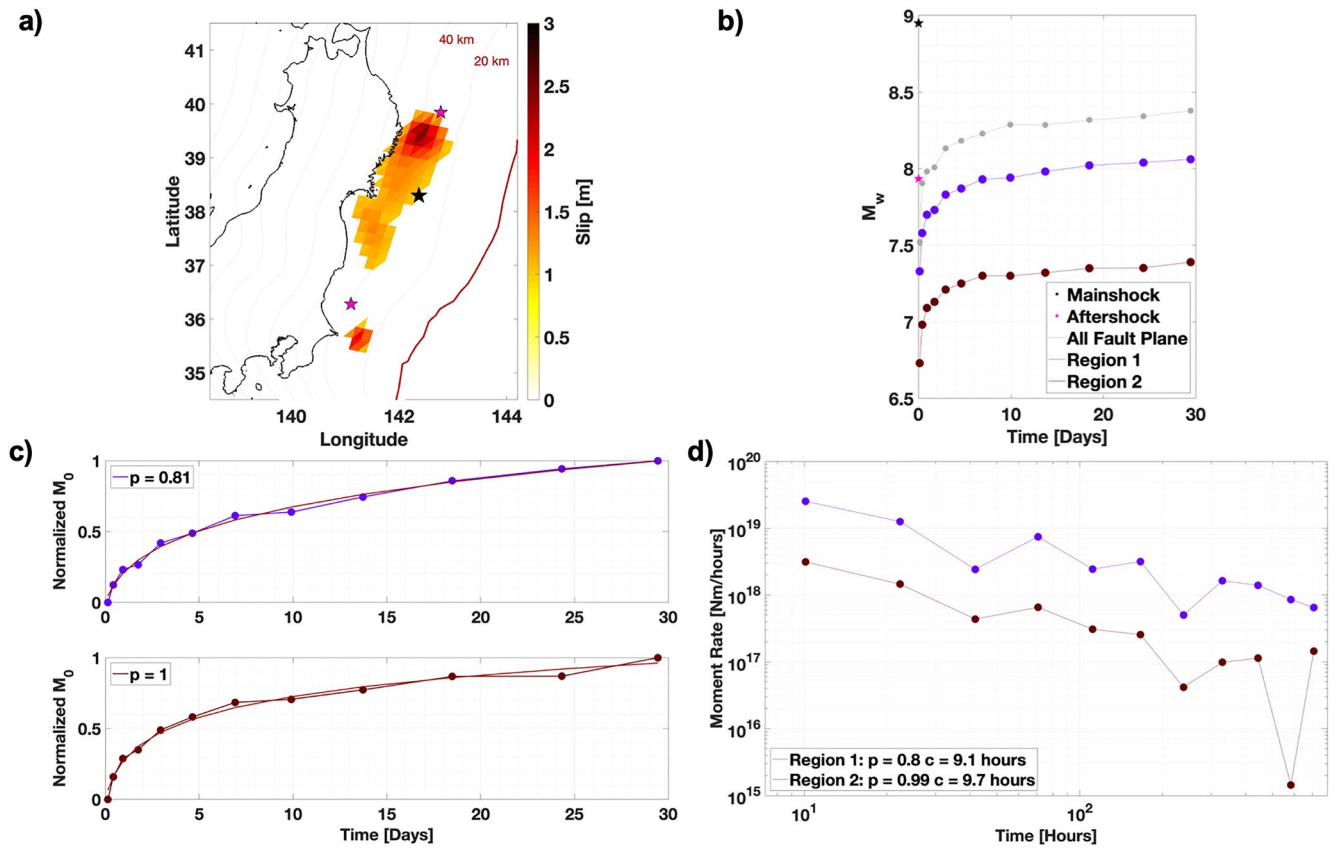 a)
41
40
39
38
37
36
35
Latitude
140
142
144
Longitude
40 km
20 km
3
2.5
2
1.5
1
0.5
0
Slip [m]
b)
9
8.5
8
7.5
7
6.5
Mw
0
10
20
30
Time [Days]
Mainshock
Aftershock
All Fault Plane
Region 1
Region 2
c)
1
0.5
0
Normalized M0
p = 0.81
0
5
10
15
20
25
30
1
0.5
0
Normalized M0
p = 1
0
5
10
15
20
25
30
Time [Days]
d)
10^20
10^19
10^18
10^17
10^16
10^15
Moment Rate [Nm/hours]
Region 1: p = 0.8 c = 9.1 hours
Region 2: p = 0.99 c = 9.7 hours
10^1
10^2
Time [Hours]